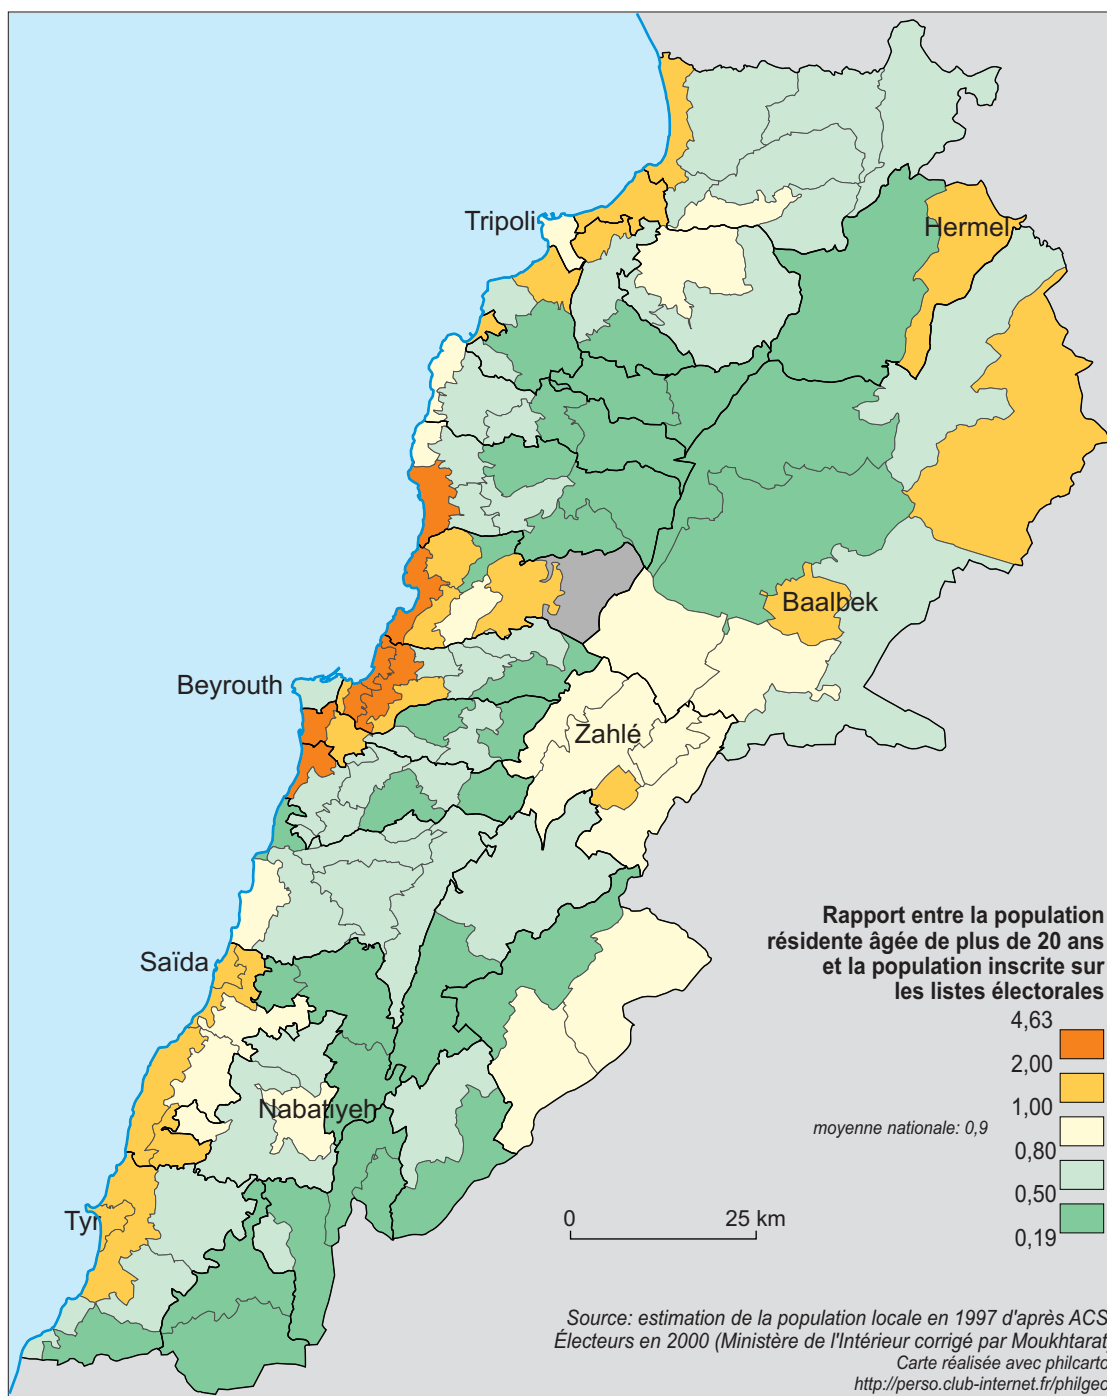 Tripoli
Hermel
Baalbek
Beyrouth
Zahlé
Saïda
Nabatiyeh
Tyr
Rapport entre la population
résidente âgée de plus de 20 ans
et la population inscrite sur
les listes électorales
4,63
2,00
1,00
moyenne nationale: 0,9
0,80
0,50
0,19
0 25 km
Source: estimation de la population locale en 1997 d'après ACS
Électeurs en 2000 (Ministère de l'Intérieur corrigé par Moukhtarat
Carte réalisée avec philcarto
http://perso.club-internet.fr/philgeo